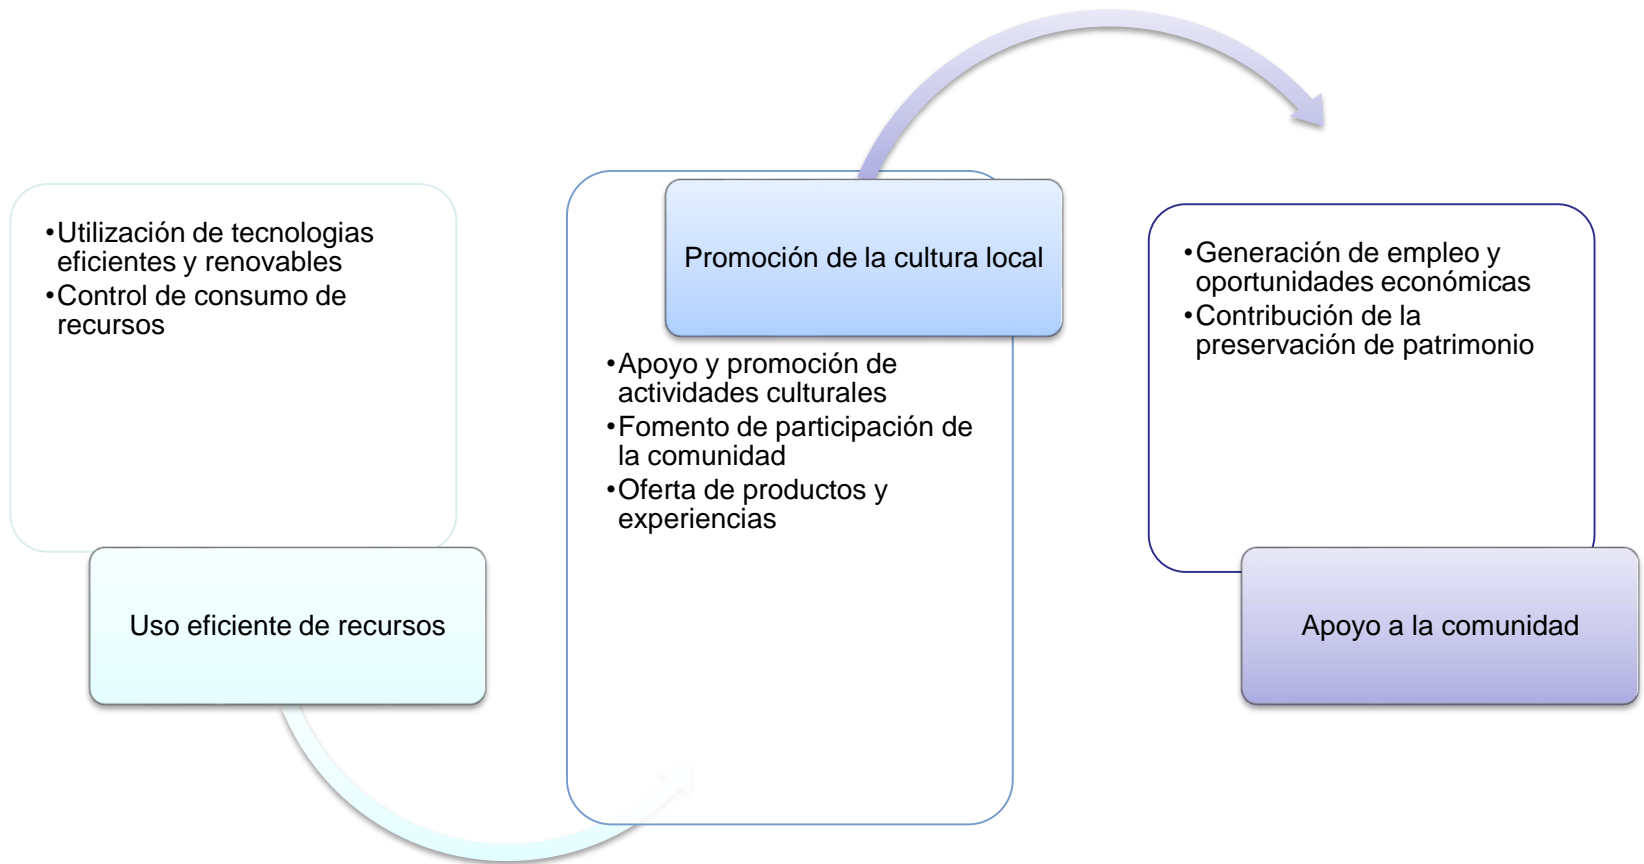 •Utilización de tecnologias
eficientes y renovables
•Control de consumo de
recursos
Uso eficiente de recursos
Promoción de la cultura local
•Apoyo y promoción de
actividades culturales
•Fomento de participación de
la comunidad
•Oferta de productos y
experiencias
•Generación de empleo y
oportunidades económicas
•Contribución de la
preservación de patrimonio
Apoyo a la comunidad